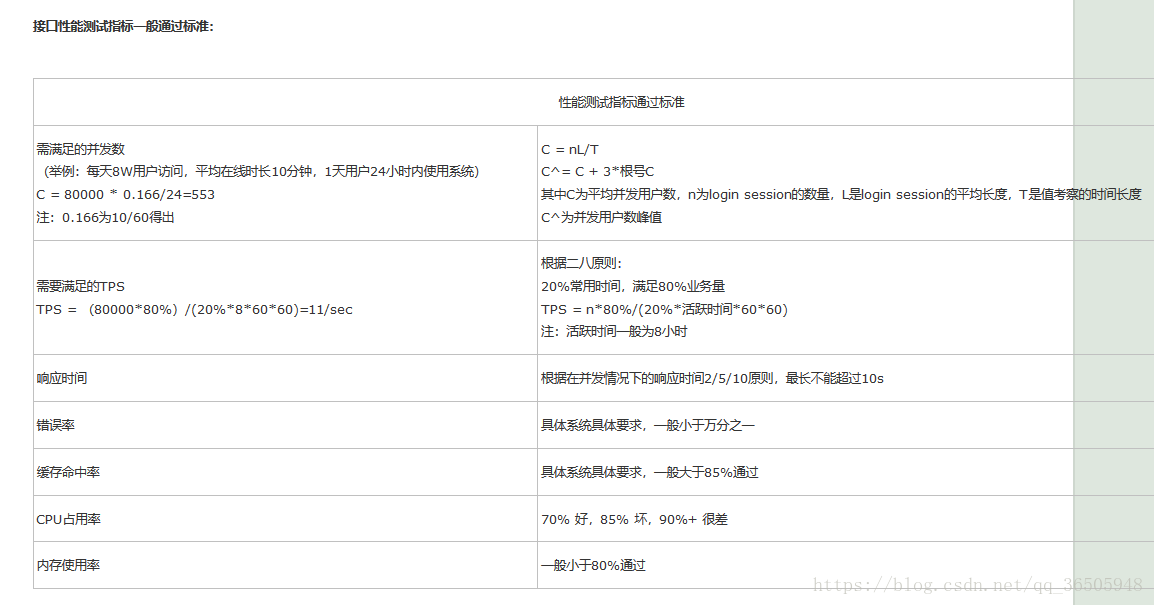 接口性能测试指标一般通过标准：
性能测试指标通过标准
需满足的并发数
（举例：每天8W用户访问，平均在线时长10分钟，1天用户24小时内使用系统）
C = 80000 * 0.166/24=553
注：0.166为10/60得出
C = nL/T
C^= C + 3*根号C
其中C为平均并发用户数，n为login session的数量，L是login session的平均长度，T是值考察的时间长度
C^为并发用户数峰值
需要满足的TPS
TPS = （80000*80%）/(20%*8*60*60)=11/sec
根据二八原则：
20%常用时间，满足80%业务量
TPS = n*80%/(20%*活跃时间*60*60)
注：活跃时间一般为8小时
响应时间
根据在并发情况下的响应时间2/5/10原则，最长不能超过10s
错误率
具体系统具体要求，一般小于万分之一
缓存命中率
具体系统具体要求，一般大于85%通过
CPU占用率
70% 好，85% 坏，90%+ 很差
内存使用率
一般小于80%通过
https://blog.csdn.net/qq_36505948